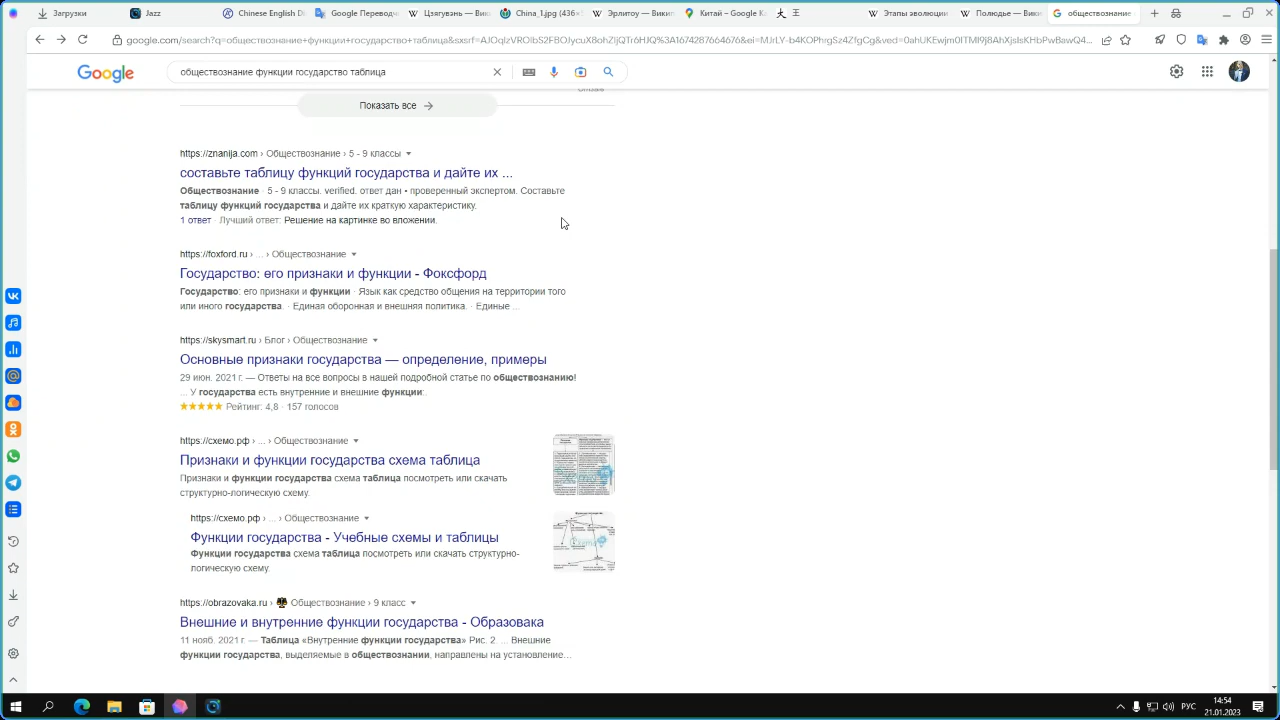 Загрузки
Jazz
Chinese English Di
Google Переводч
Цзягувэнь — Вик
China_1.jpg (436×
Эрлитоу — Викип
Китай – Google Ка
王
Этапы эволюции
Полюдье — Вики
обществознание
google.com/search?q=обществознание+функции+государство+таблица&sxsrf=
Google
обществознание функции государство таблица
Отзыв
Показать все
https://znanija.com › Обществознание › 5 - 9 классы
составьте таблицу функций государства и дайте их ...
Обществознание · 5 - 9 классы. verified. ответ дан • проверенный экспертом. Составьте
таблицу функций государства и дайте их краткую характеристику.
1 ответ · Лучший ответ: Решение на картинке во вложении.
https://foxford.ru › ... › Обществознание
Государство: его признаки и функции - Фоксфорд
Государство: его признаки и функции · Язык как средство общения на территории того
или иного государства. · Единая оборонная и внешняя политика. · Единые ...
https://skysmart.ru › Блог › Обществознание
Основные признаки государства — определение, примеры
29 июн. 2021 г. — Ответы на все вопросы в нашей подробной статье по обществознанию!
... У государства есть внутренние и внешние функции:.
Рейтинг: 4,8 · 157 голосов
https://схемо.рф › ... › Обществознание
Признаки и функции государства схема таблица
Признаки и функции государства схема таблица посмотреть или скачать
структурно-логическую схему.
https://схемо.рф › ... › Обществознание
Функции государства - Учебные схемы и таблицы
Функции государства схема таблица посмотреть или скачать структурно-
логическую схему.
https://obrazovaka.ru › Обществознание › 9 класс
Внешние и внутренние функции государства - Образовака
11 нояб. 2021 г. — Таблица «Внутренние функции государства» Рис. 2. ... Внешние
функции государства, выделяемые в обществознании, направлены на установление...
РУС
14:54
21.01.2023